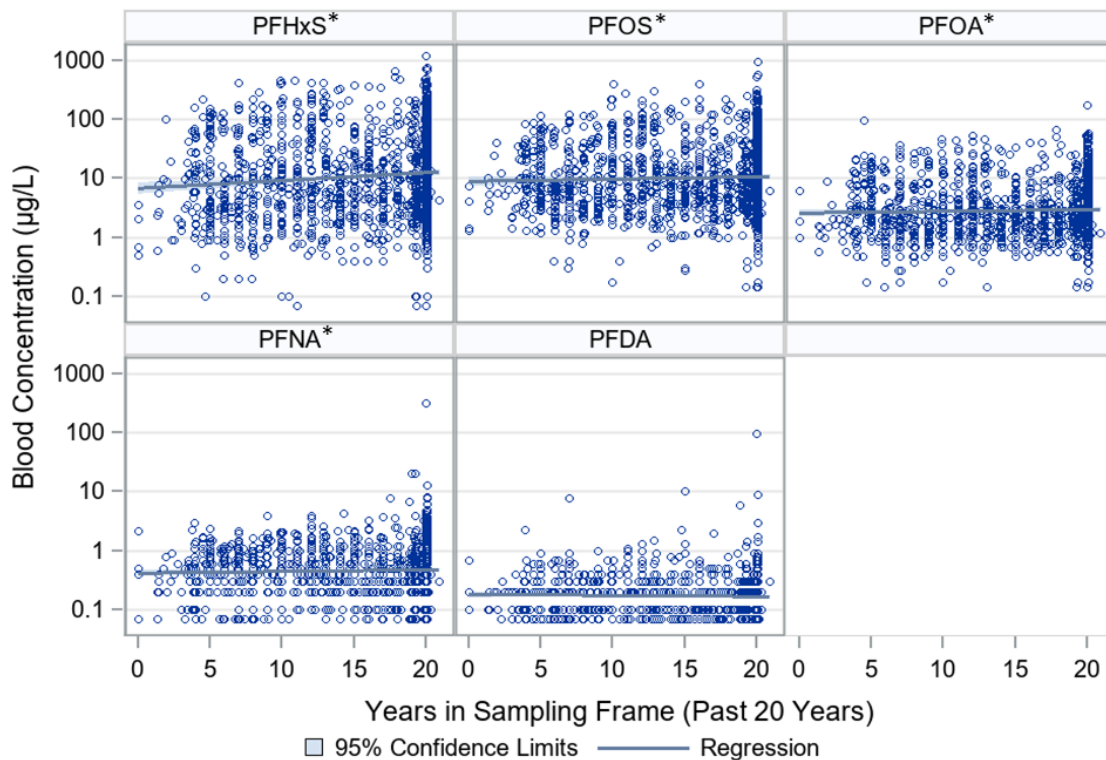 PFHxS* PFOS* PFOA*
1000
100
10
1
0.1
PFNA* PFDA
1000
100
10
1
0.1
Blood Concentration (µg/L)
0 5 10 15 20 0 5 10 15 20 0 5 10 15 20
Years in Sampling Frame (Past 20 Years)
95% Confidence Limits Regression